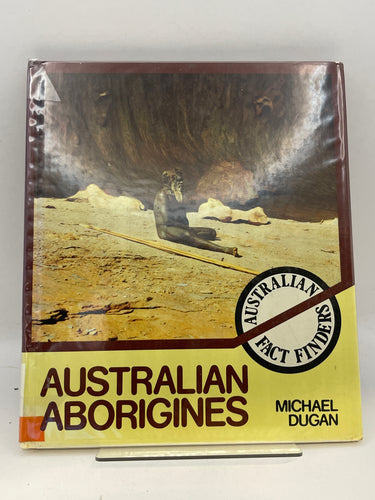 AUSTRALIAN
FACT FINDERS
AUSTRALIAN
ABORIGINES
MICHAEL
DUGAN